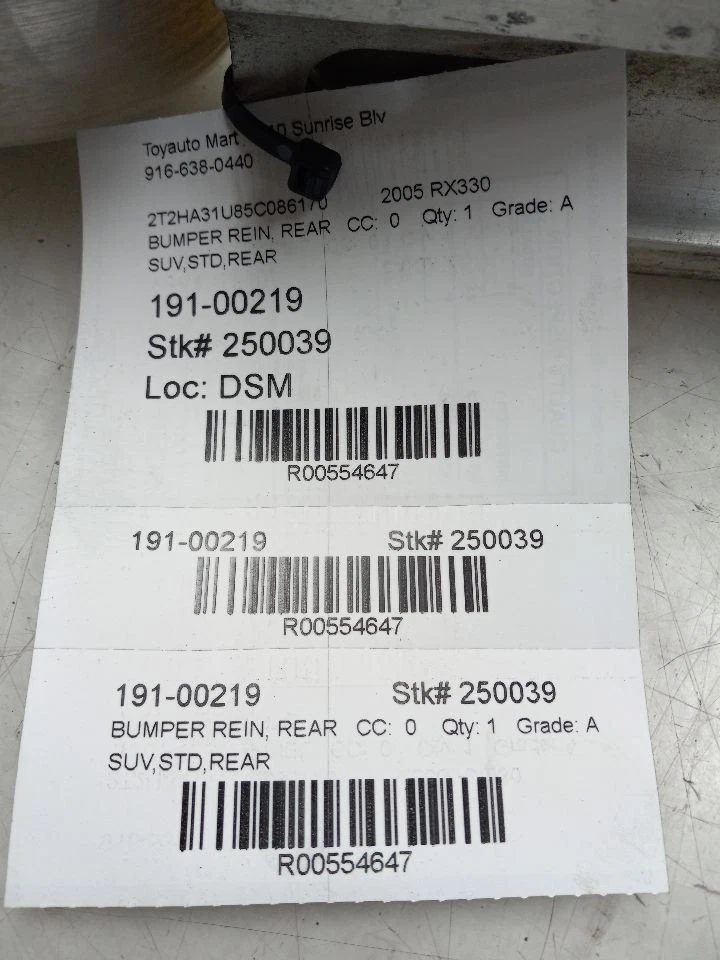 Toyauto Mart Sunrise Blv
916-638-0440
2T2HA31U85C086170 2005 RX330
BUMPER REIN, REAR CC: 0 Qty: 1 Grade: A
SUV,STD,REAR
191-00219
Stk# 250039
Loc: DSM
R00554647
191-00219 Stk# 250039
R00554647
191-00219 Stk# 250039
BUMPER REIN, REAR CC: 0 Qty: 1 Grade: A
SUV,STD,REAR
R00554647